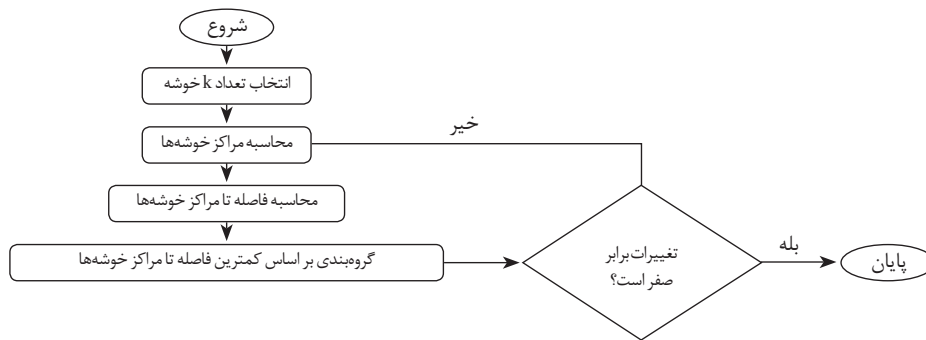 شروع
انتخاب تعداد k خوشه
محاسبه مراکز خوشه‌ها
خیر
محاسبه فاصله تا مراکز خوشه‌ها
گروه‌بندی بر اساس کمترین فاصله تا مراکز خوشه‌ها
تغییرات برابر
صفر است؟
بله
پایان